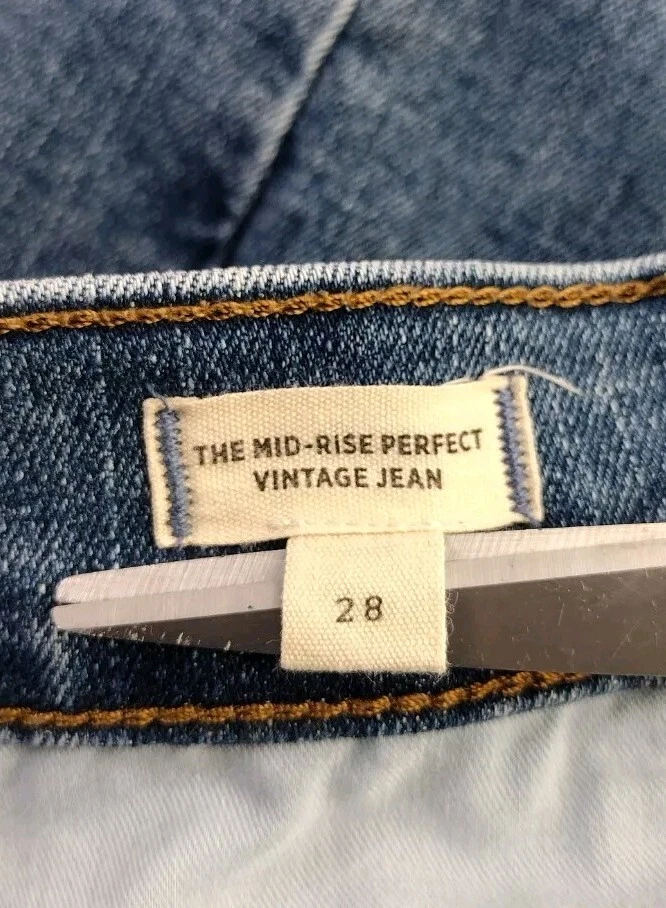 THE MID-RISE PERFECT
VINTAGE JEAN
28